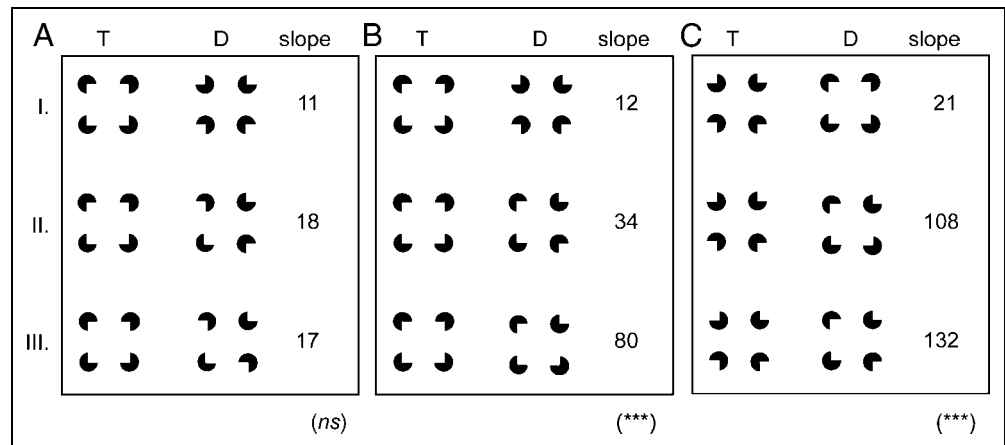 A T D slope B T D slope C T D slope
I. 11 12 21
II. 18 34 108
III. 17 80 132
(ns) (***) (***)